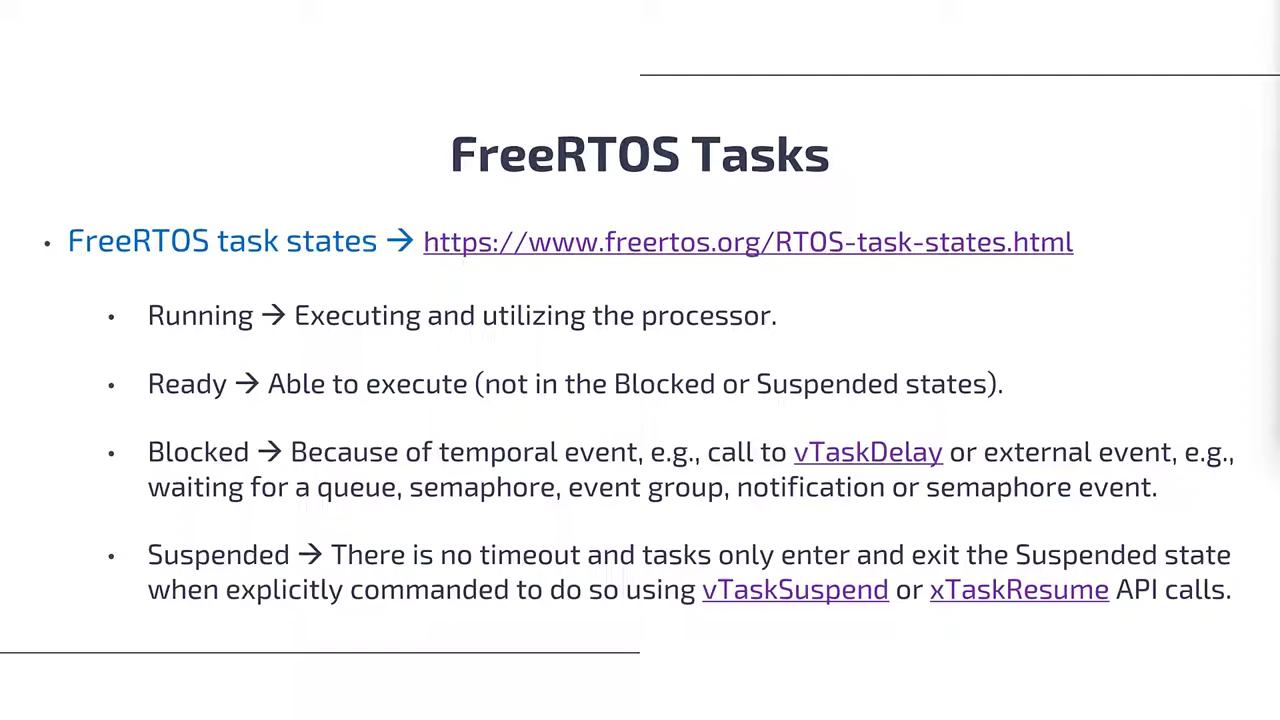 FreeRTOS Tasks
• FreeRTOS task states → https://www.freertos.org/RTOS-task-states.html
• Running → Executing and utilizing the processor.
• Ready → Able to execute (not in the Blocked or Suspended states).
• Blocked → Because of temporal event, e.g., call to vTaskDelay or external event, e.g.,
waiting for a queue, semaphore, event group, notification or semaphore event.
• Suspended → There is no timeout and tasks only enter and exit the Suspended state
when explicitly commanded to do so using vTaskSuspend or xTaskResume API calls.